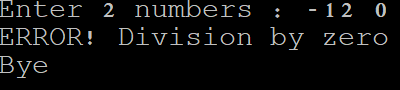 Enter 2 numbers : -12 0
ERROR! Division by zero
Bye